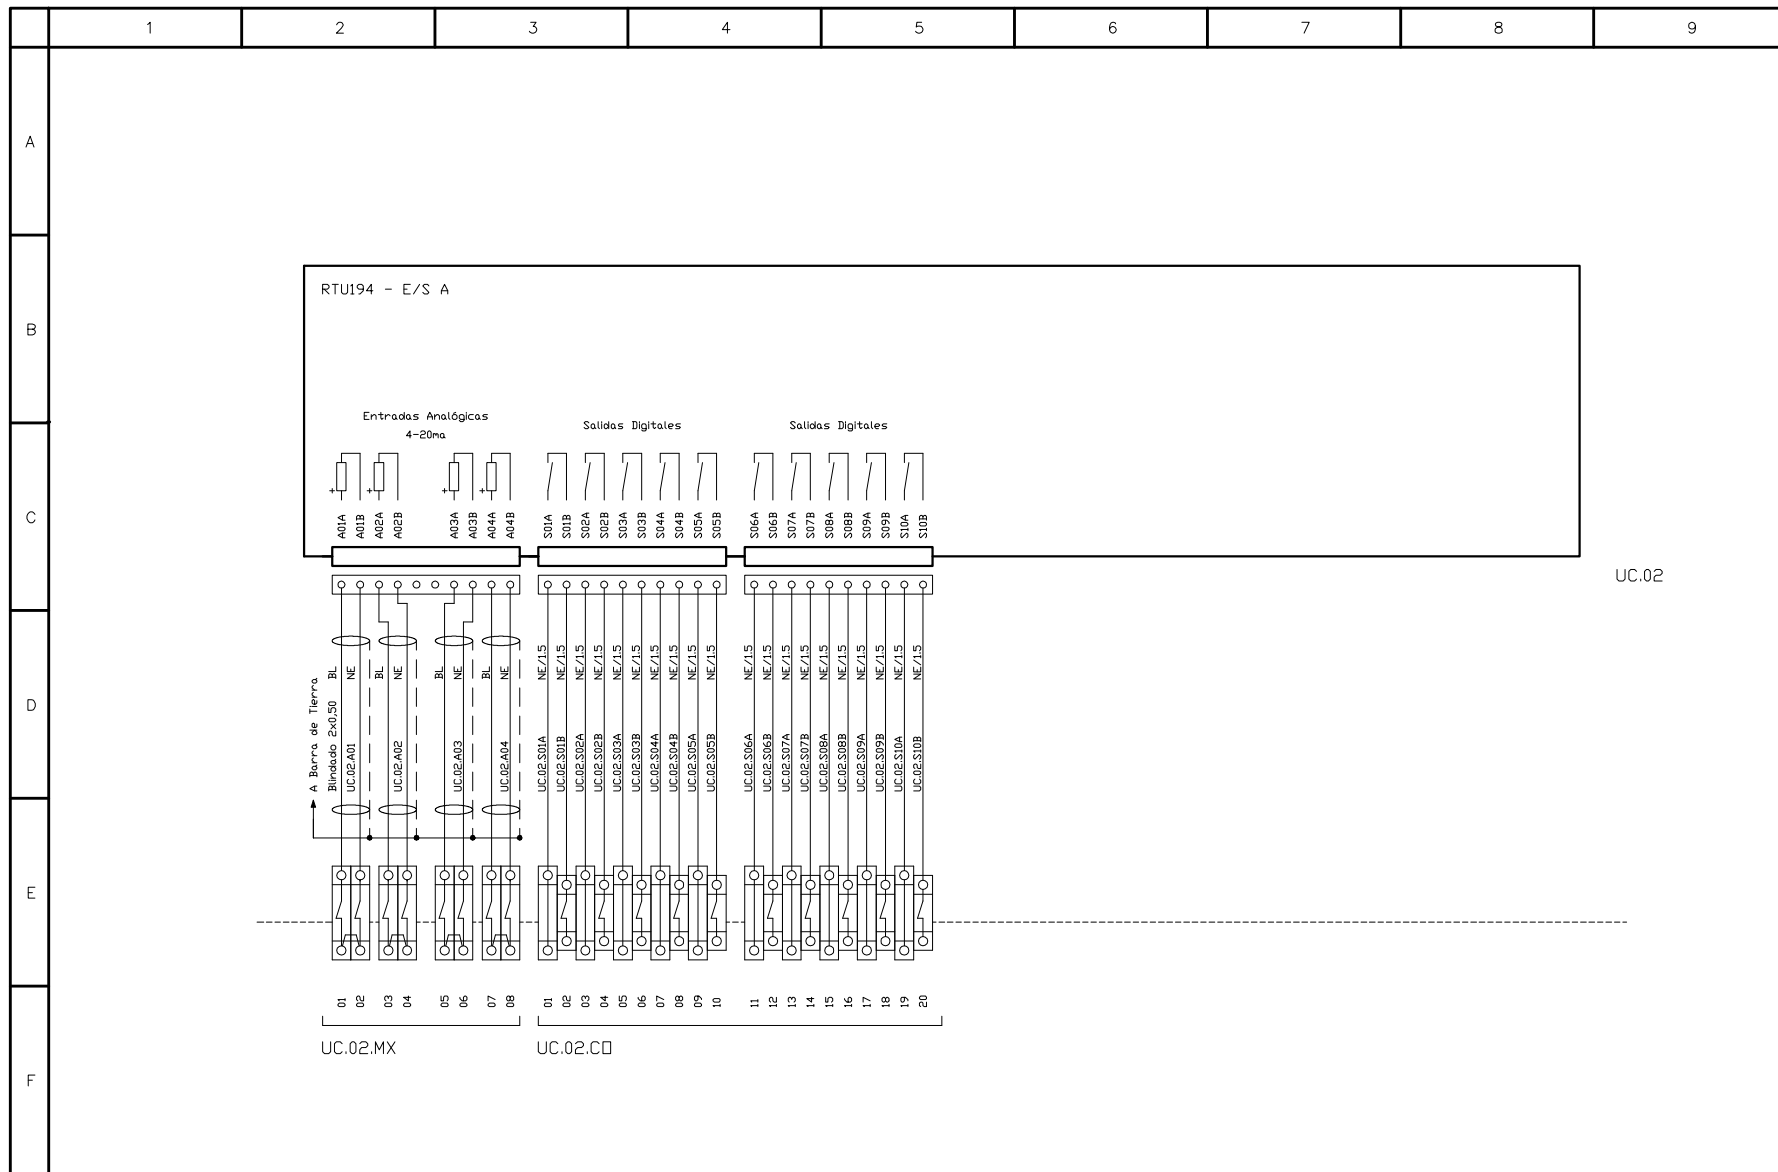 1 2 3 4 5 6 7 8 9
A
B
C
D
E
F
RTU194 - E/S A
Entradas Analógicas
4-20ma
Salidas Digitales
Salidas Digitales
A01A A01B A02A A02B A03A A03B A04A A04B
S01A S01B S02A S02B S03A S03B S04A S04B S05A S05B
S06A S06B S07A S07B S08A S08B S09A S09B S10A S10B
+ + + +
UC.02
A Barra de Tierra
Blindado 2x0,50
BL NE BL NE BL NE BL NE
NE/1.5 NE/1.5 NE/1.5 NE/1.5 NE/1.5 NE/1.5 NE/1.5 NE/1.5 NE/1.5 NE/1.5
NE/1.5 NE/1.5 NE/1.5 NE/1.5 NE/1.5 NE/1.5 NE/1.5 NE/1.5 NE/1.5 NE/1.5
UC.02.A01 UC.02.A02 UC.02.A03 UC.02.A04
UC.02.S01A UC.02.S01B UC.02.S02A UC.02.S02B UC.02.S03A UC.02.S03B UC.02.S04A UC.02.S04B UC.02.S05A UC.02.S05B
UC.02.S06A UC.02.S06B UC.02.S07A UC.02.S07B UC.02.S08A UC.02.S08B UC.02.S09A UC.02.S09B UC.02.S10A UC.02.S10B
01 02 03 04 05 06 07 08
01 02 03 04 05 06 07 08 09 10
11 12 13 14 15 16 17 18 19 20
UC.02.MX
UC.02.CO